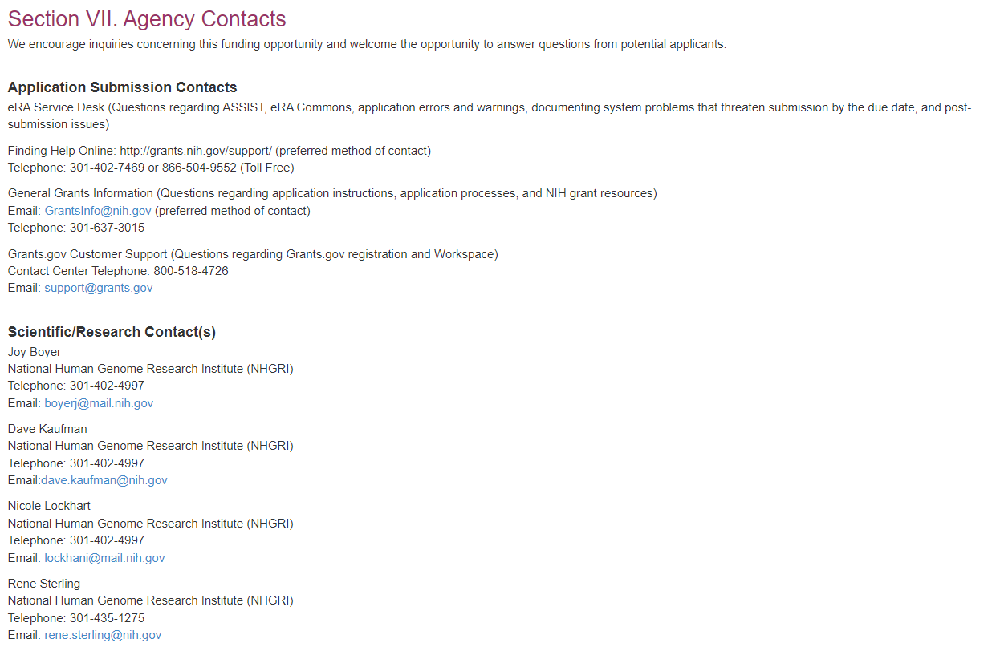 Section VII. Agency Contacts
We encourage inquiries concerning this funding opportunity and welcome the opportunity to answer questions from potential applicants.
Application Submission Contacts
eRA Service Desk (Questions regarding ASSIST, eRA Commons, application errors and warnings, documenting system problems that threaten submission by the due date, and post-
submission issues)
Finding Help Online: http://grants.nih.gov/support/ (preferred method of contact)
Telephone: 301-402-7469 or 866-504-9552 (Toll Free)
General Grants Information (Questions regarding application instructions, application processes, and NIH grant resources)
Email: GrantsInfo@nih.gov (preferred method of contact)
Telephone: 301-637-3015
Grants.gov Customer Support (Questions regarding Grants.gov registration and Workspace)
Contact Center Telephone: 800-518-4726
Email: support@grants.gov
Scientific/Research Contact(s)
Joy Boyer
National Human Genome Research Institute (NHGRI)
Telephone: 301-402-4997
Email: boyerj@mail.nih.gov
Dave Kaufman
National Human Genome Research Institute (NHGRI)
Telephone: 301-402-4997
Email:dave.kaufman@nih.gov
Nicole Lockhart
National Human Genome Research Institute (NHGRI)
Telephone: 301-402-4997
Email: lockhani@mail.nih.gov
Rene Sterling
National Human Genome Research Institute (NHGRI)
Telephone: 301-435-1275
Email: rene.sterling@nih.gov